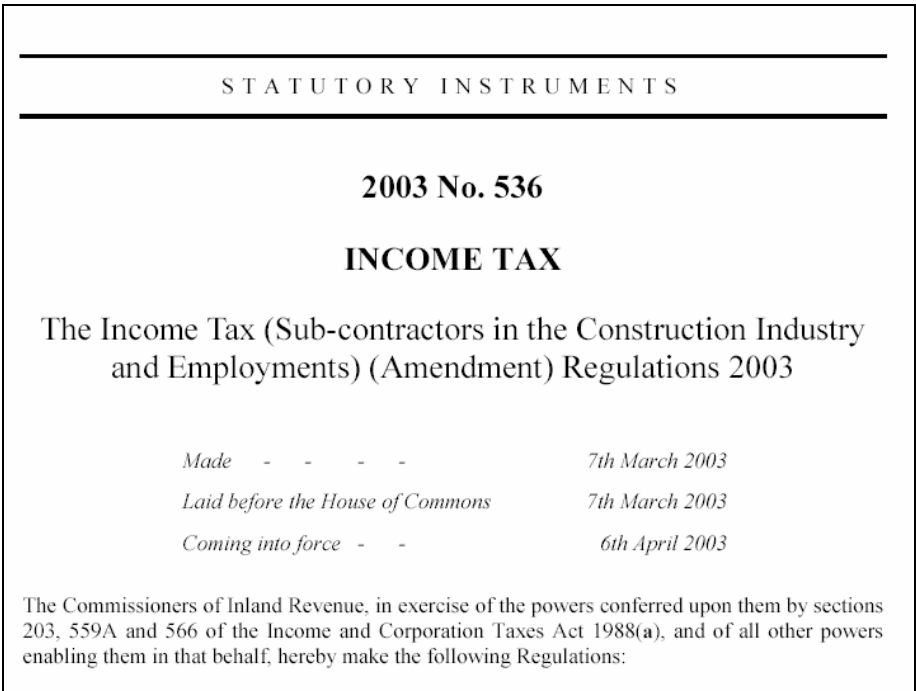 STATUTORY INSTRUMENTS
2003 No. 536
INCOME TAX
The Income Tax (Sub-contractors in the Construction Industry
and Employments) (Amendment) Regulations 2003
Made - - - - 7th March 2003
Laid before the House of Commons 7th March 2003
Coming into force - - 6th April 2003
The Commissioners of Inland Revenue, in exercise of the powers conferred upon them by sections
203, 559A and 566 of the Income and Corporation Taxes Act 1988(a), and of all other powers
enabling them in that behalf, hereby make the following Regulations: